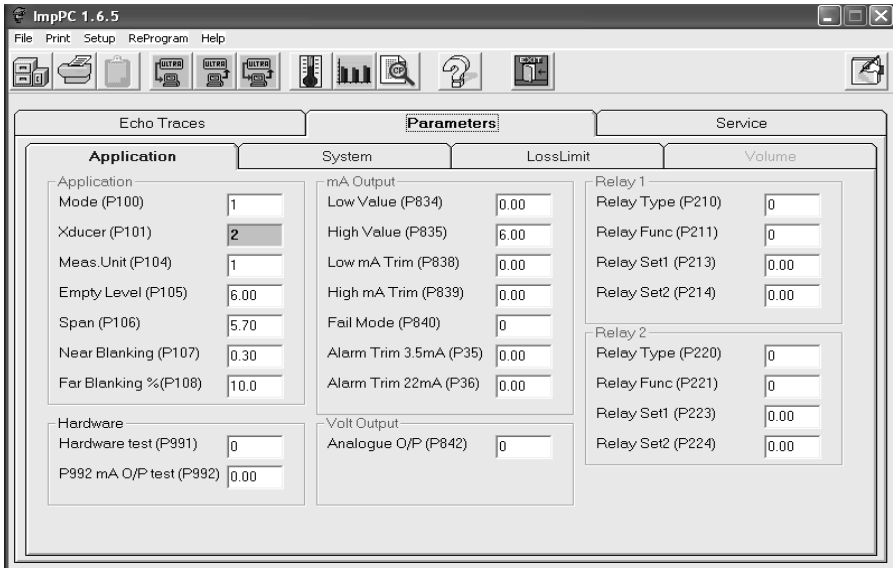 ImpPC 1.6.5
File Print Setup ReProgram Help
ULTRA ULTRA ULTRA CP EXIT
Echo Traces Parameters Service
Application System LossLimit Volume
Application
Mode (P100) 1
Xducer (P101) 2
Meas.Unit (P104) 1
Empty Level (P105) 6.00
Span (P106) 5.70
Near Blanking (P107) 0.30
Far Blanking %(P108) 10.0
Hardware
Hardware test (P991) 0
P992 mA O/P test (P992) 0.00
mA Output
Low Value (P834) 0.00
High Value (P835) 6.00
Low mA Trim (P838) 0.00
High mA Trim (P839) 0.00
Fail Mode (P840) 0
Alarm Trim 3.5mA (P35) 0.00
Alarm Trim 22mA (P36) 0.00
Volt Output
Analogue O/P (P842) 0
Relay 1
Relay Type (P210) 0
Relay Func (P211) 0
Relay Set1 (P213) 0.00
Relay Set2 (P214) 0.00
Relay 2
Relay Type (P220) 0
Relay Func (P221) 0
Relay Set1 (P223) 0.00
Relay Set2 (P224) 0.00